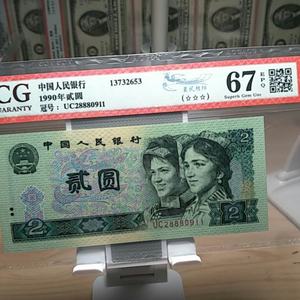 CG
GUARANTY
中国人民银行
1990年贰圆
冠号：UC28880911
13732653
(☆☆☆)
67 EPQ
Superb Gem Unc
中国人民银行
贰圆
2
2
UC28880911